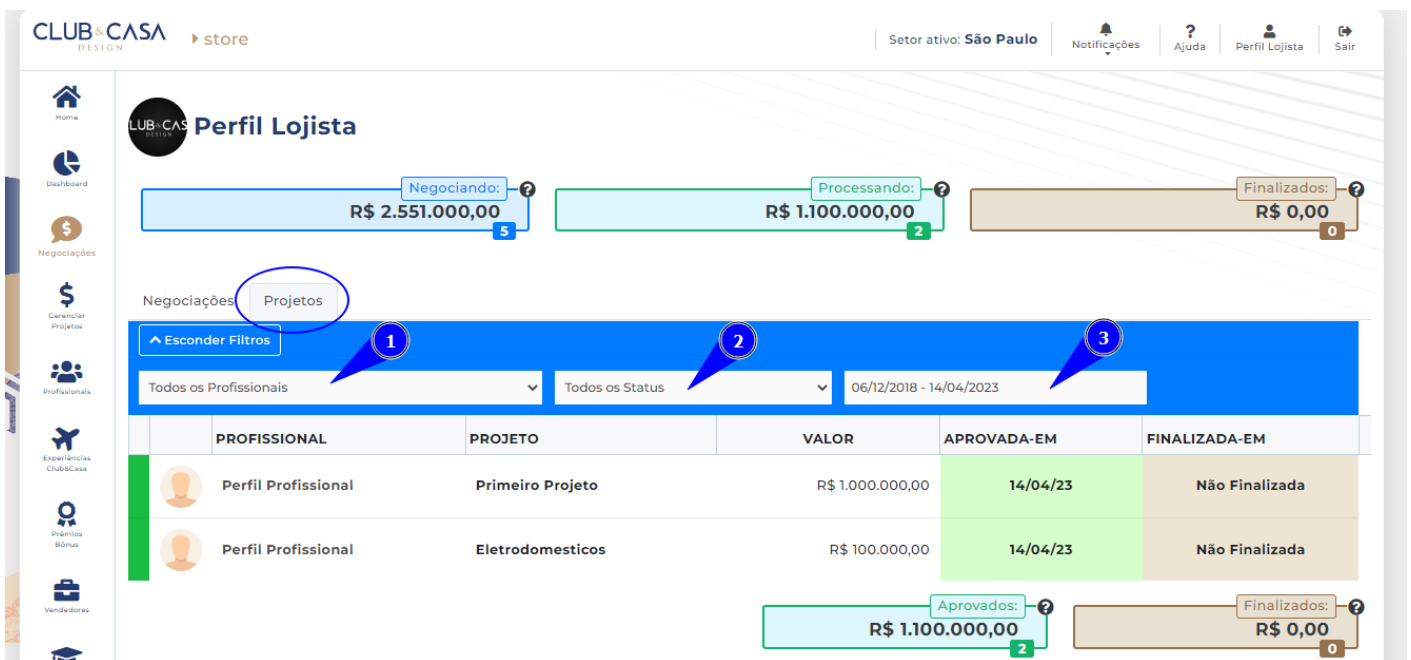 CLUB&CASA
DESIGN
store
Setor ativo: São Paulo
Notificações
?
Ajuda
Perfil Lojista
Sair
Home
Dashboard
$
Negociações
$
Gerenciar
Projetos
Profissionais
Experiências
Club&Casa
Prêmios
Bônus
Vendedores
LUB&CAS
DESIGN
Perfil Lojista
Negociando:
?
R$ 2.551.000,00
5
Processando:
?
R$ 1.100.000,00
2
Finalizados:
?
R$ 0,00
0
Negociações
Projetos
Esconder Filtros
1
2
3
Todos os Profissionais
Todos os Status
06/12/2018 - 14/04/2023
PROFISSIONAL PROJETO VALOR APROVADA-EM FINALIZADA-EM
Perfil Profissional Primeiro Projeto R$ 1.000.000,00 14/04/23 Não Finalizada
Perfil Profissional Eletrodomesticos R$ 100.000,00 14/04/23 Não Finalizada
Aprovados:
?
R$ 1.100.000,00
2
Finalizados:
?
R$ 0,00
0